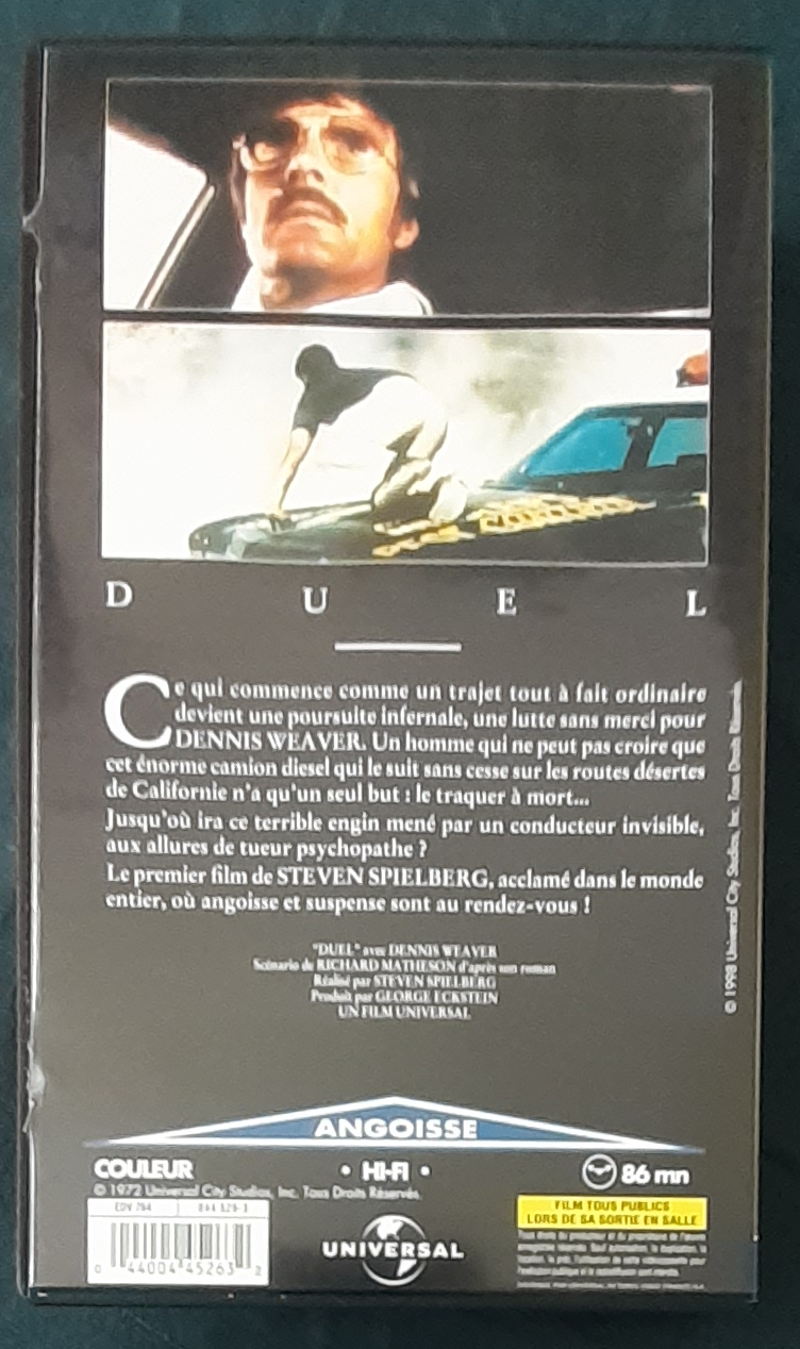 D U E L
Ce qui commence comme un trajet tout à fait ordinaire
devient une poursuite infernale, une lutte sans merci pour
DENNIS WEAVER. Un homme qui ne peut pas croire que
cet énorme camion diesel qui le suit sans cesse sur les routes désertes
de Californie n'a qu'un seul but : le traquer à mort...
Jusqu'où ira ce terrible engin mené par un conducteur invisible,
aux allures de tueur psychopathe ?
Le premier film de STEVEN SPIELBERG, acclamé dans le monde
entier, où angoisse et suspense sont au rendez-vous !
"DUEL" avec DENNIS WEAVER
Scénario de RICHARD MATHESON d'après son roman
Réalisé par STEVEN SPIELBERG
Produit par GEORGE ECKSTEIN
UN FILM UNIVERSAL
© 1998 Universal City Studios, Inc. Tous Droits Réservés.
ANGOISSE
COULEUR • HI-FI • 86 mn
© 1972 Universal City Studios, Inc. Tous Droits Réservés.
EDV 784
0 44004 45263 2
UNIVERSAL
FILM TOUS PUBLICS
LORS DE SA SORTIE EN SALLE